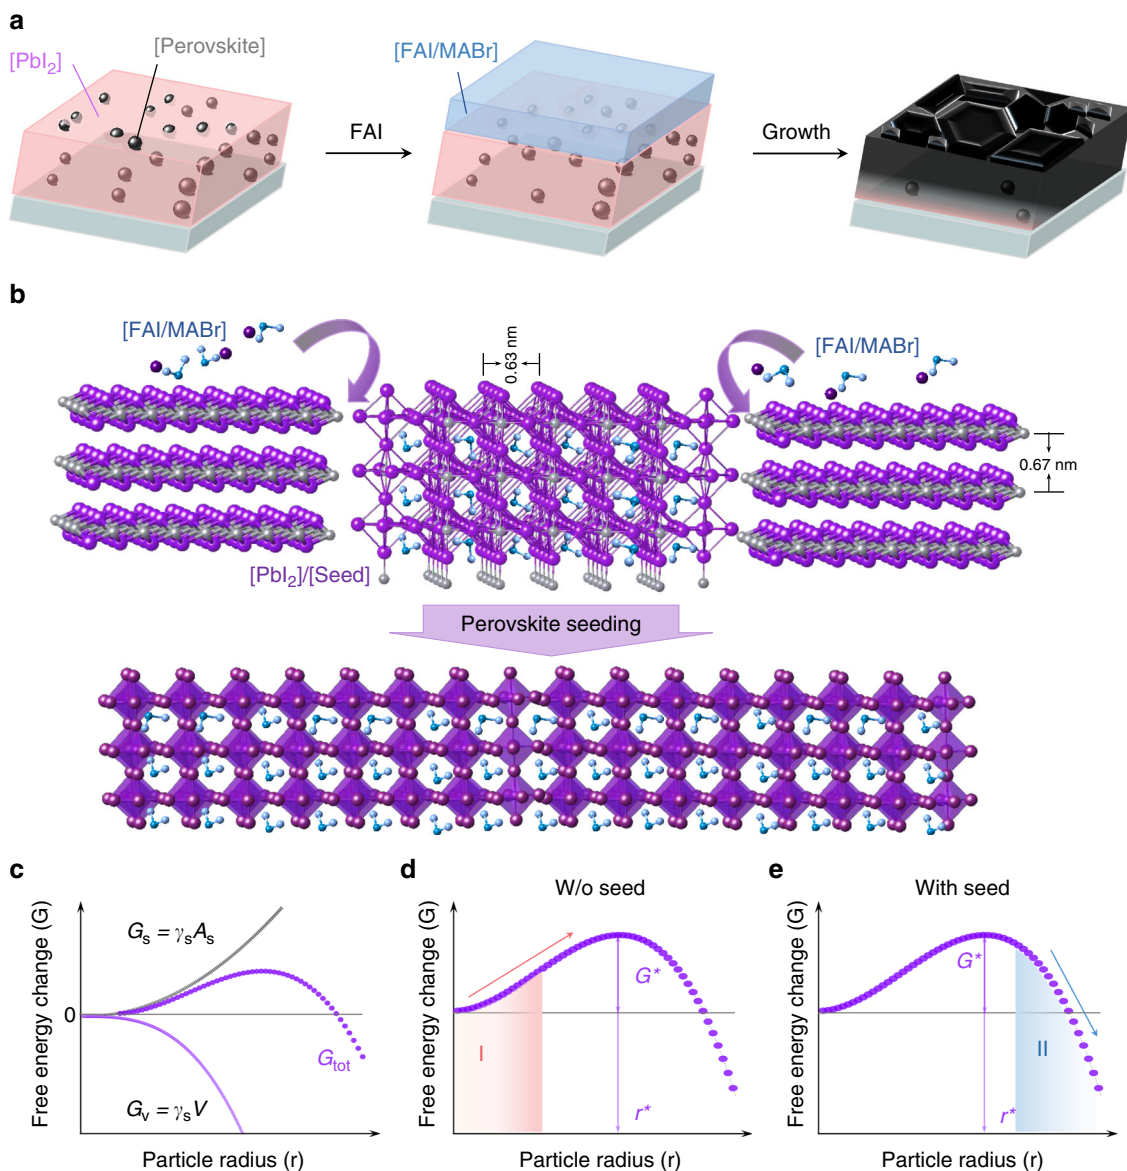 a
[PbI₂]
[Perovskite]
FAI
[FAI/MABr]
Growth
b
[FAI/MABr]
0.63 nm
[FAI/MABr]
0.67 nm
[PbI₂]/[Seed]
Perovskite seeding
c
Free energy change (G)
0
Gₛ = γₛAₛ
G_tot
Gᵥ = γₛV
Particle radius (r)
d
W/o seed
Free energy change (G)
G*
I
r*
Particle radius (r)
e
With seed
Free energy change (G)
G*
II
r*
Particle radius (r)